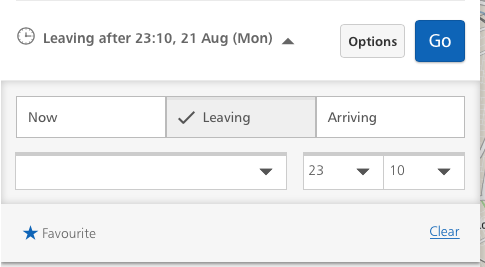 Leaving after 23:10, 21 Aug (Mon)
Options
Go
Now
Leaving
Arriving
23
10
Favourite
Clear